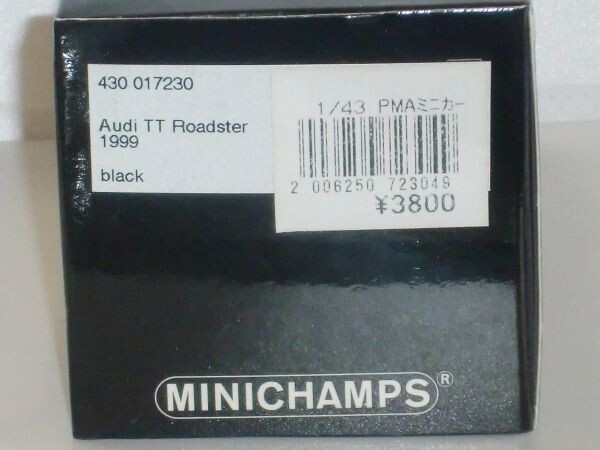 430 017230
Audi TT Roadster
1999
black
1/43 PMAミニカー
2 006250 723049
¥3800
MINICHAMPS®